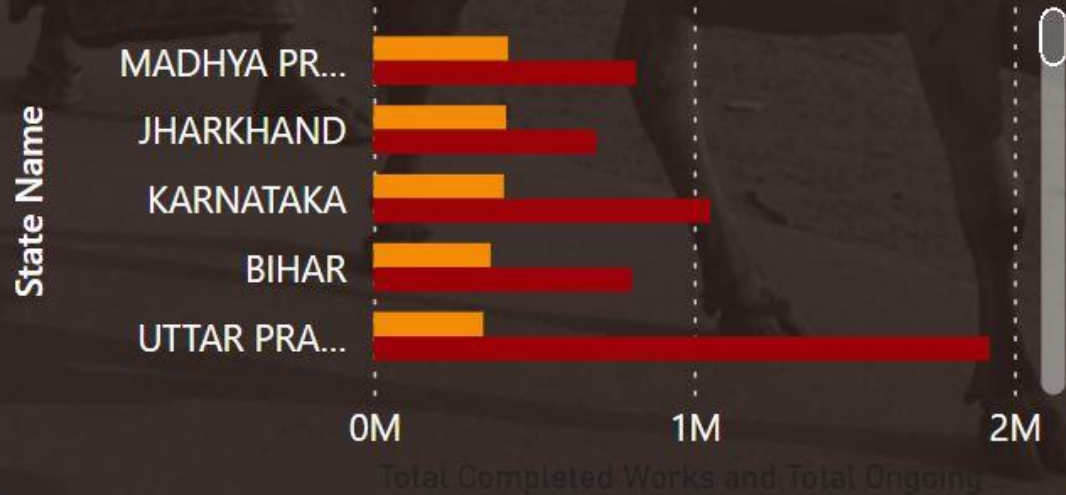 State Name
MADHYA PR...
JHARKHAND
KARNATAKA
BIHAR
UTTAR PRA...
0M 1M 2M
Total Completed Works and Total Ongoing ...